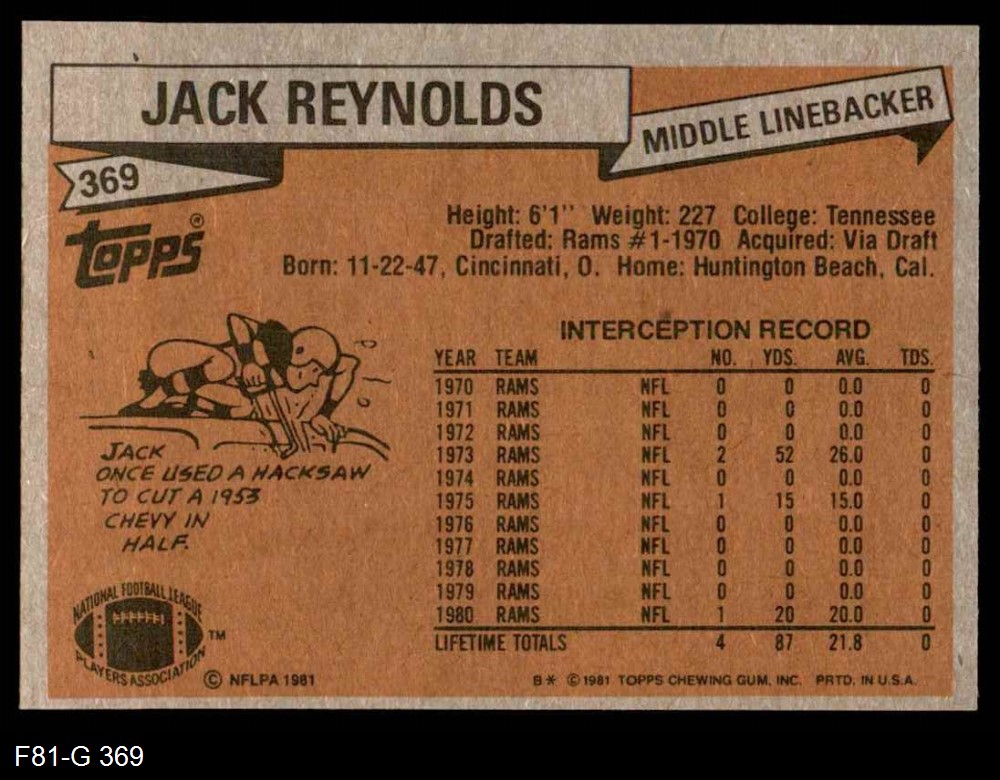 JACK REYNOLDS
MIDDLE LINEBACKER
369
Topps®
Height: 6'1" Weight: 227 College: Tennessee
Drafted: Rams #1-1970 Acquired: Via Draft
Born: 11-22-47, Cincinnati, O. Home: Huntington Beach, Cal.
JACK
ONCE USED A HACKSAW
TO CUT A 1953
CHEVY IN
HALF.
INTERCEPTION RECORD
YEAR TEAM NO. YDS. AVG. TDS.
1970 RAMS NFL 0 0 0.0 0
1971 RAMS NFL 0 0 0.0 0
1972 RAMS NFL 0 0 0.0 0
1973 RAMS NFL 2 52 26.0 0
1974 RAMS NFL 0 0 0.0 0
1975 RAMS NFL 1 15 15.0 0
1976 RAMS NFL 0 0 0.0 0
1977 RAMS NFL 0 0 0.0 0
1978 RAMS NFL 0 0 0.0 0
1979 RAMS NFL 0 0 0.0 0
1980 RAMS NFL 1 20 20.0 0
LIFETIME TOTALS 4 87 21.8 0
NATIONAL FOOTBALL LEAGUE
PLAYERS ASSOCIATION
TM
© NFLPA 1981
B* © 1981 TOPPS CHEWING GUM, INC. PRTD. IN U.S.A.
F81-G 369